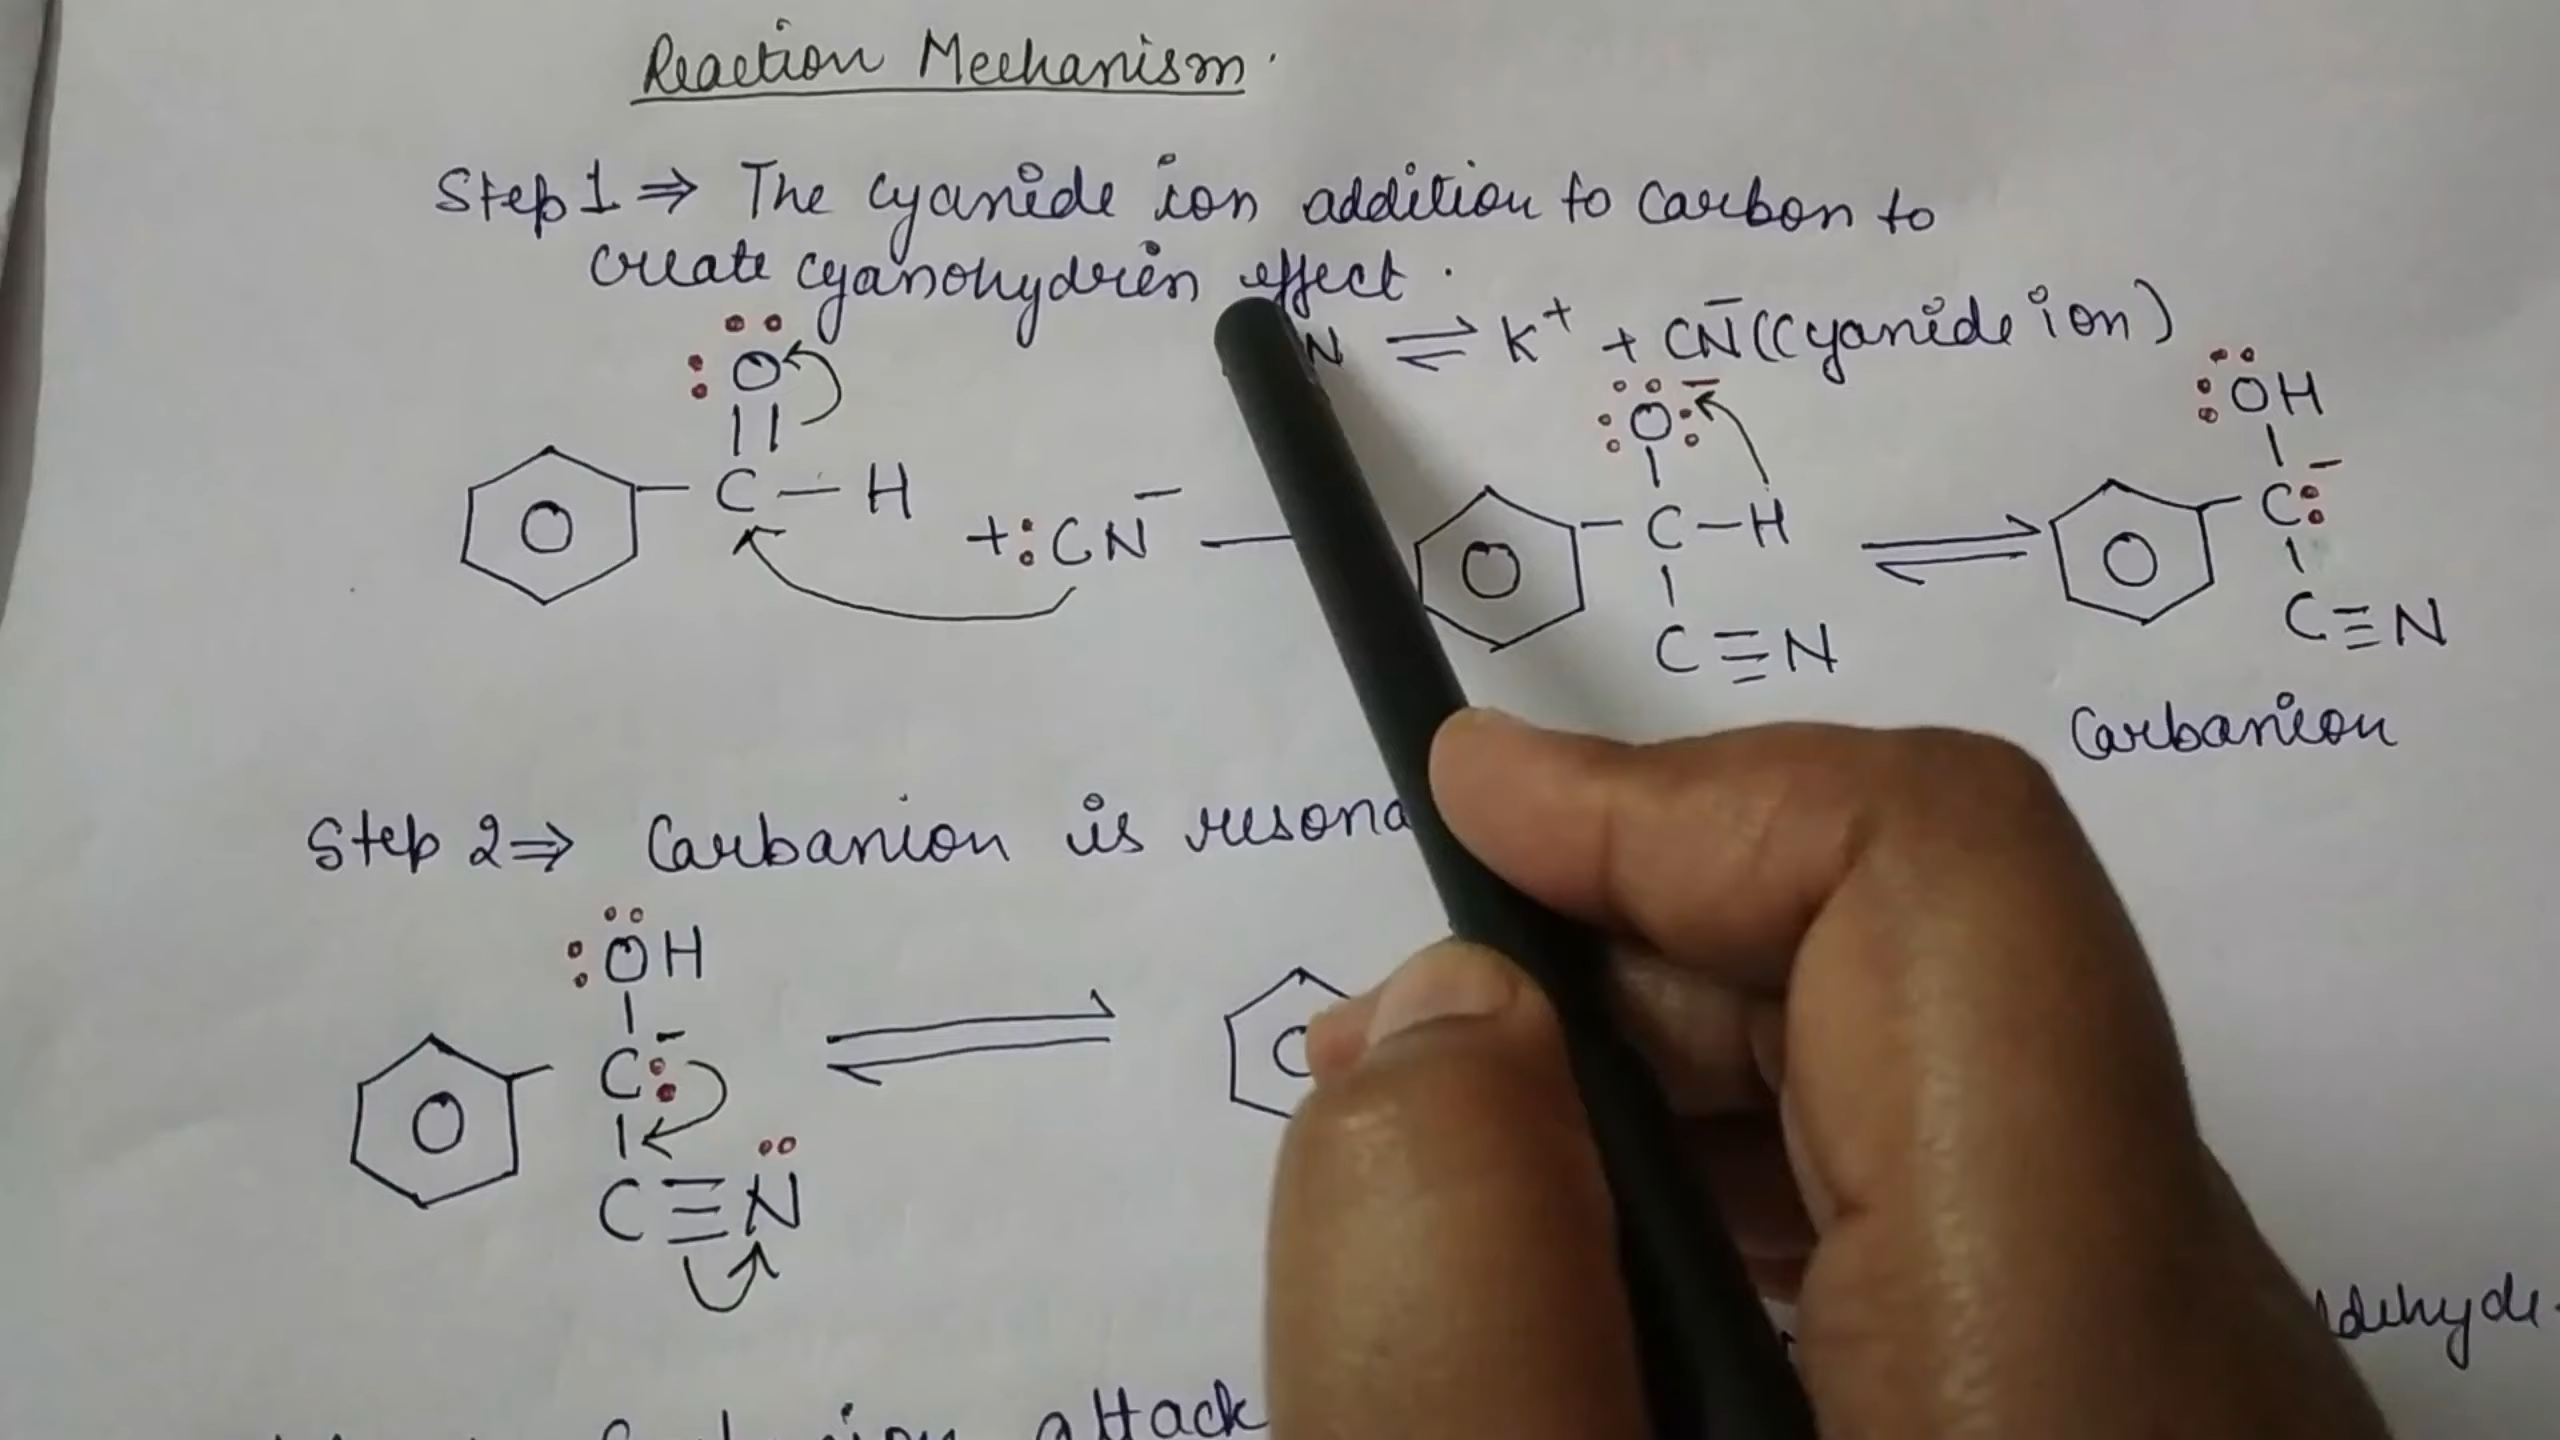 Reaction Mechanism.
Step 1 ⇒ The cyanide ion addition to carbon to
create cyanohydrin effect.
N ⇌ K⁺ + CN⁻ (cyanide ion)
O
C — H
+ :CN⁻
O⁻
C — H
C ≡ N
⇌
OH
C:⁻
C ≡ N
Carbanion
Step 2 ⇒ Carbanion is resona
OH
C:⁻
⇌
C ≡ N
ldehyde.
attack